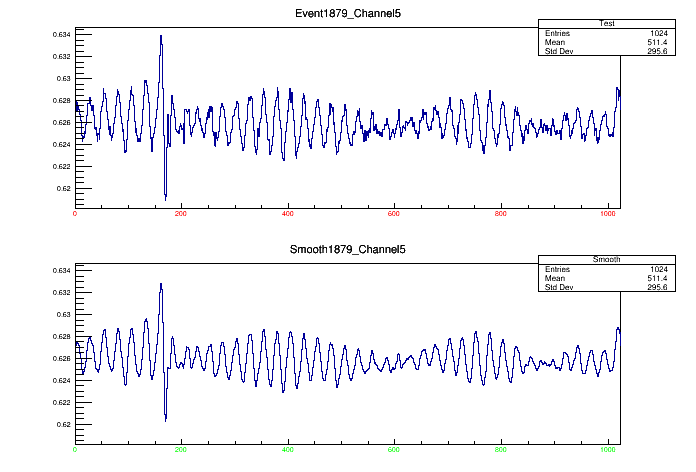 Event1879_Channel5
Test
Entries 1024
Mean 511.4
Std Dev 295.6
0.634
0.632
0.63
0.628
0.626
0.624
0.622
0.62
0 200 400 600 800 1000
Smooth1879_Channel5
Smooth
Entries 1024
Mean 511.4
Std Dev 295.6
0.634
0.632
0.63
0.628
0.626
0.624
0.622
0.62
0 200 400 600 800 1000